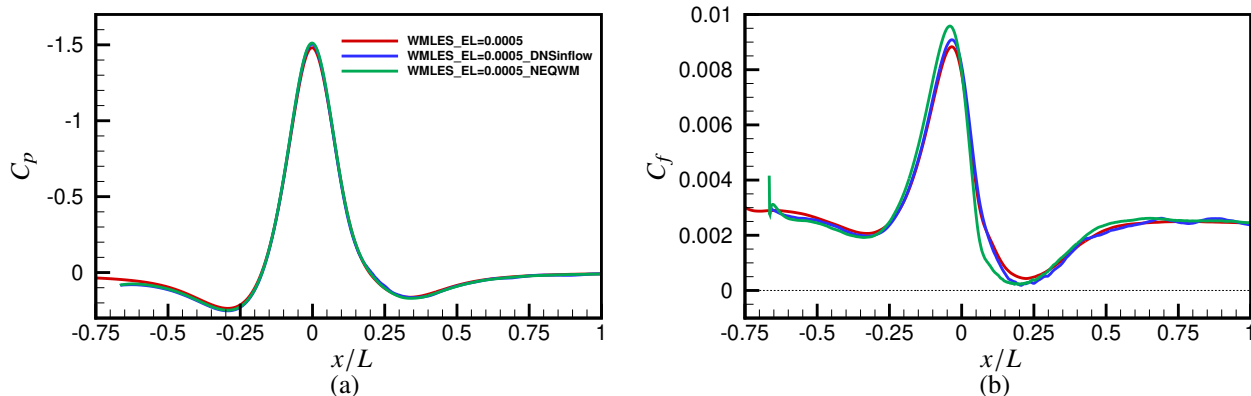 -1.5
-1
-0.5
0
C_p
WMLES_EL=0.0005
WMLES_EL=0.0005_DNSinflow
WMLES_EL=0.0005_NEQWM
-0.75 -0.5 -0.25 0 0.25 0.5 0.75 1
x/L
(a)
0.01
0.008
0.006
0.004
0.002
0
C_f
-0.75 -0.5 -0.25 0 0.25 0.5 0.75 1
x/L
(b)